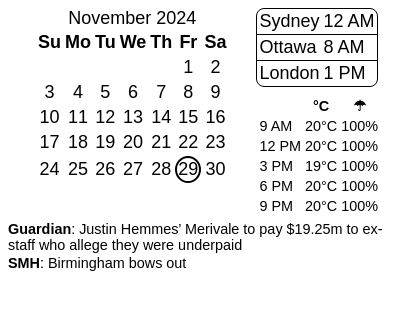 November 2024
Su Mo Tu We Th Fr Sa
1 2
3 4 5 6 7 8 9
10 11 12 13 14 15 16
17 18 19 20 21 22 23
24 25 26 27 28 29 30
Sydney 12 AM
Ottawa 8 AM
London 1 PM
°C ☂
9 AM 20°C 100%
12 PM 20°C 100%
3 PM 19°C 100%
6 PM 20°C 100%
9 PM 20°C 100%
Guardian: Justin Hemmes’ Merivale to pay $19.25m to ex-
staff who allege they were underpaid
SMH: Birmingham bows out